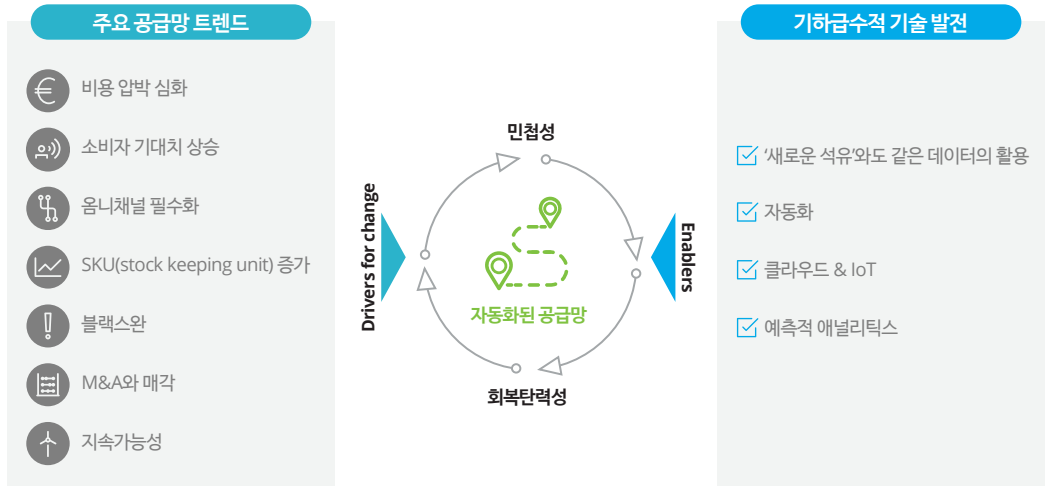 주요 공급망 트렌드
비용 압박 심화
소비자 기대치 상승
옴니채널 필수화
SKU(stock keeping unit) 증가
블랙스완
M&A와 매각
지속가능성
Drivers for change
민첩성
자동화된 공급망
회복탄력성
Enablers
기하급수적 기술 발전
‘새로운 석유’와도 같은 데이터의 활용
자동화
클라우드 & IoT
예측적 애널리틱스